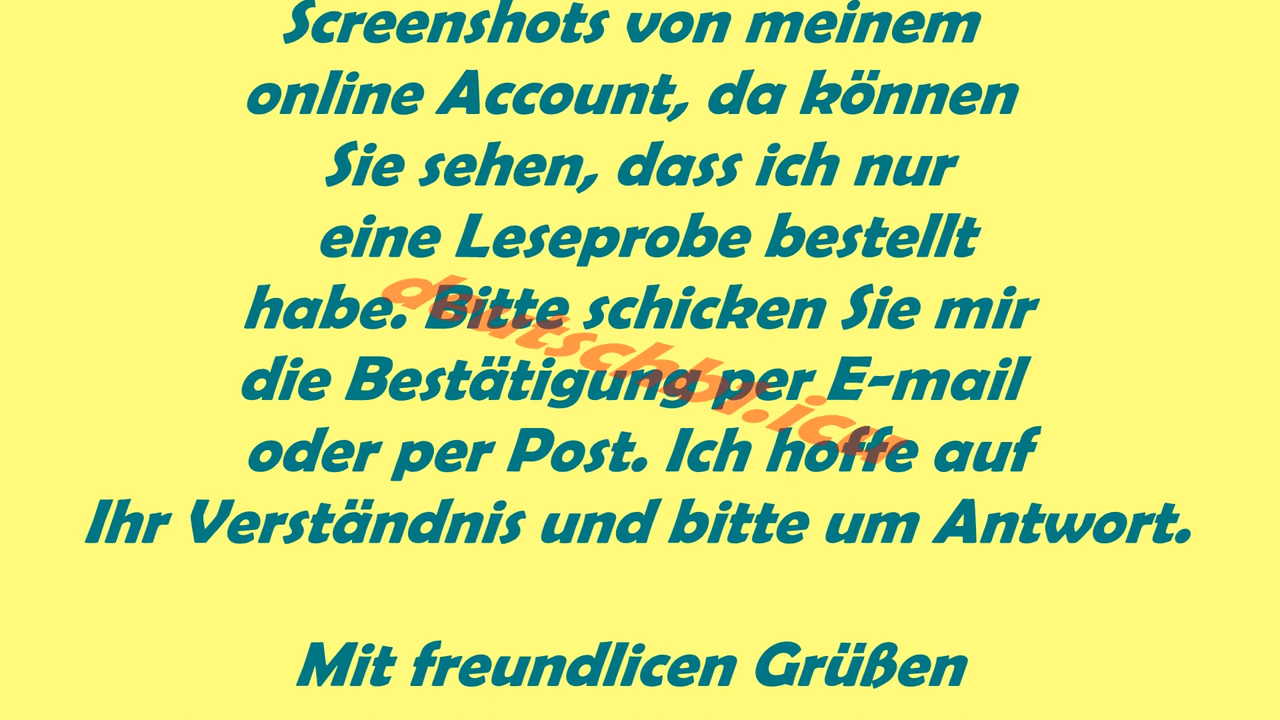 Screenshots von meinem
online Account, da können
Sie sehen, dass ich nur
eine Leseprobe bestellt
habe. Bitte schicken Sie mir
die Bestätigung per E-mail
oder per Post. Ich hoffe auf
Ihr Verständnis und bitte um Antwort.
Mit freundlicen Grüßen
deutschbi.icu